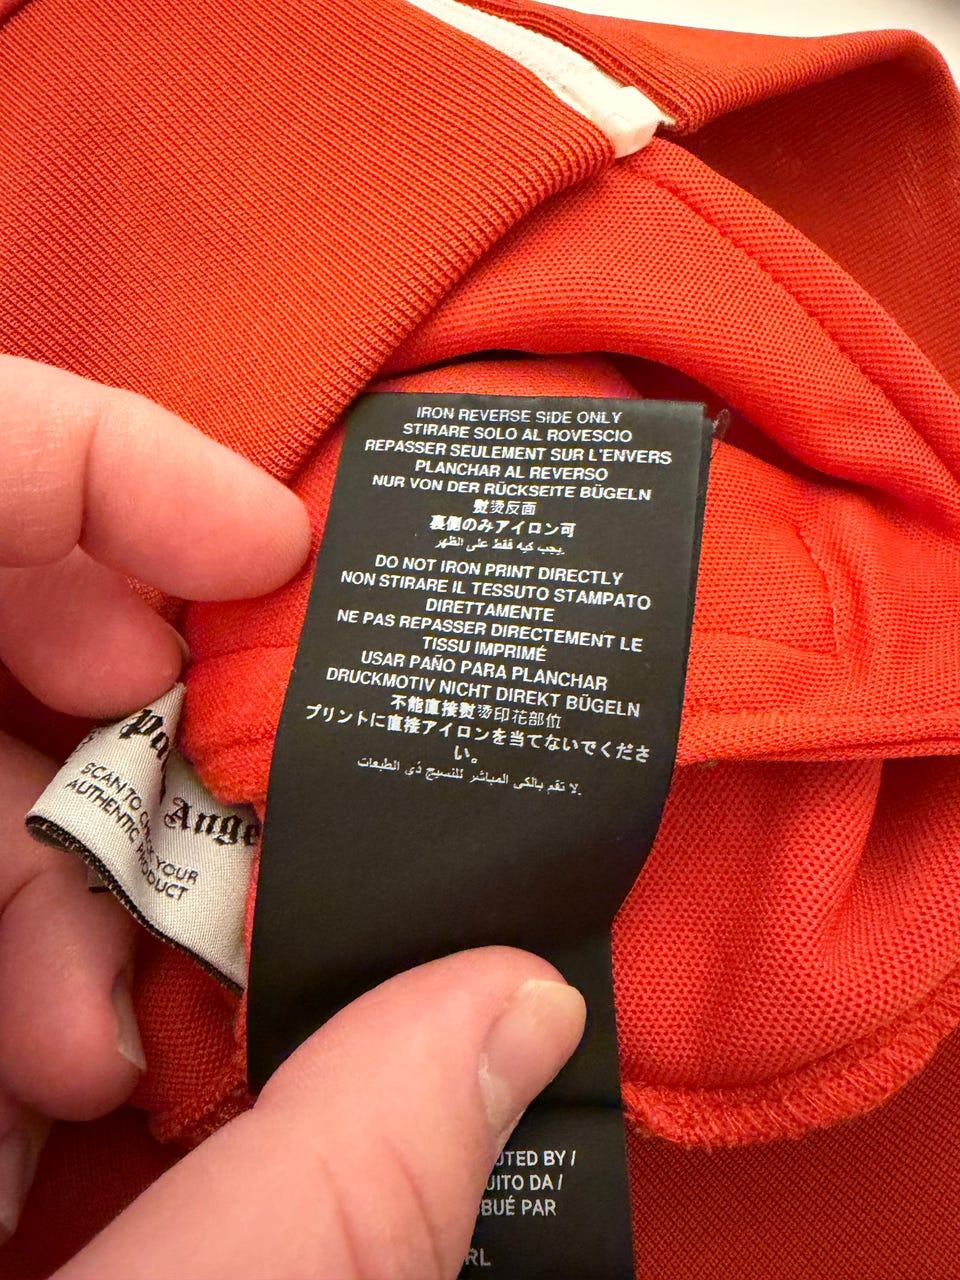 IRON REVERSE SIDE ONLY
STIRARE SOLO AL ROVESCIO
REPASSER SEULEMENT SUR L'ENVERS
PLANCHAR AL REVERSO
NUR VON DER RÜCKSEITE BÜGELN
熨烫反面
裏側のみアイロン可
يجب كيه فقط على الظهر.
DO NOT IRON PRINT DIRECTLY
NON STIRARE IL TESSUTO STAMPATO
DIRETTAMENTE
NE PAS REPASSER DIRECTEMENT LE
TISSU IMPRIMÉ
USAR PAÑO PARA PLANCHAR
DRUCKMOTIV NICHT DIREKT BÜGELN
不能直接熨烫印花部位
プリントに直接アイロンを当てないでくださ
い。
لا تقم بالكي المباشر للنسيج ذي الطبعات.
SCAN TO YOUR
AUTHENTIC PRODUCT
BY /
DA /
PAR